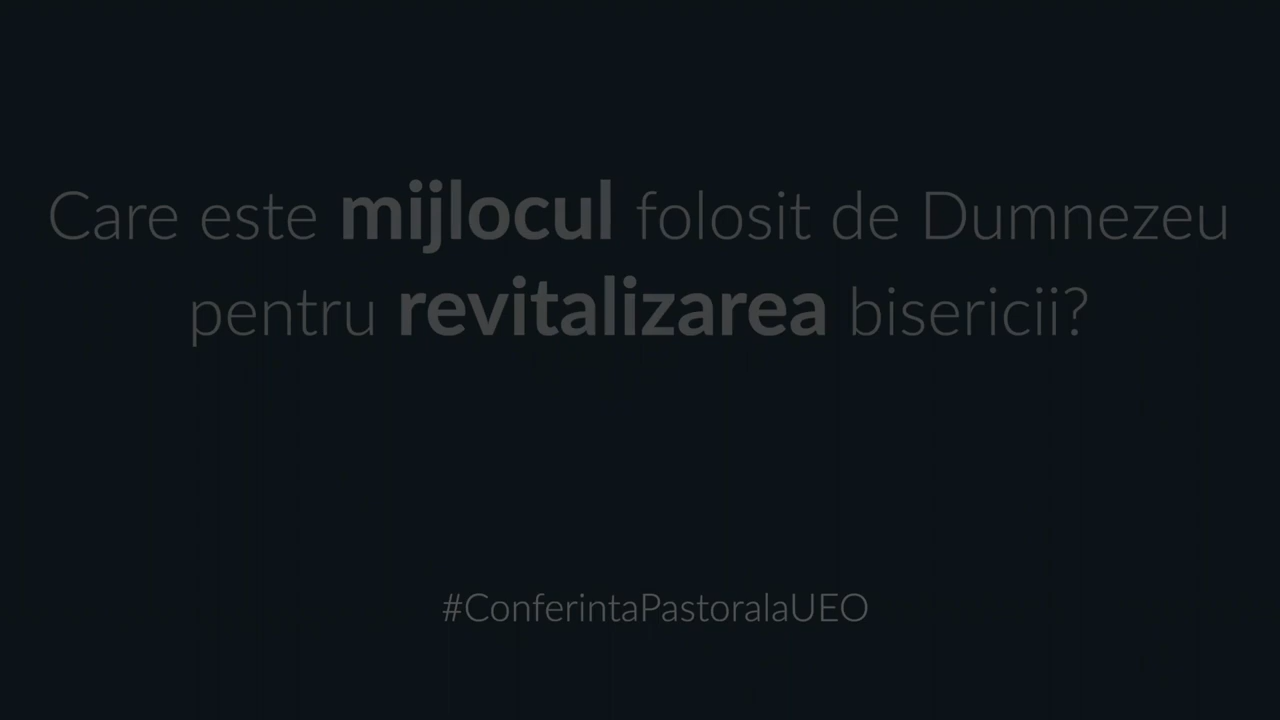 Care este mijlocul folosit de Dumnezeu
pentru revitalizarea bisericii?
#ConferintaPastoralaUEO